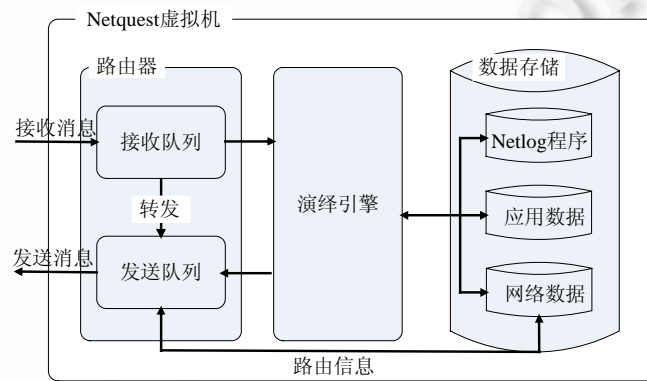 Netquest虚拟机
路由器
数据存储
接收消息
接收队列
Netlog程序
转发
演绎引擎
应用数据
发送消息
发送队列
网络数据
路由信息